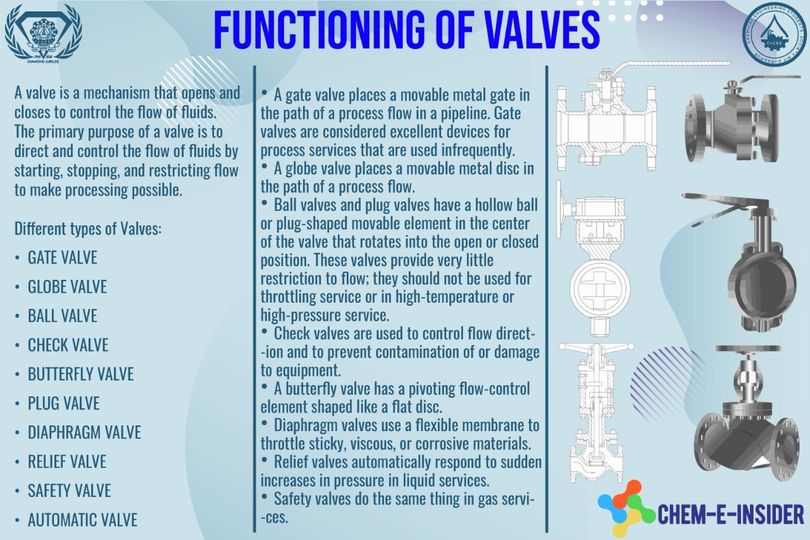 FUNCTIONING OF VALVES
DIAMOND JUBILEE
A valve is a mechanism that opens and
closes to control the flow of fluids.
The primary purpose of a valve is to
direct and control the flow of fluids by
starting, stopping, and restricting flow
to make processing possible.
Different types of Valves:
• GATE VALVE
• GLOBE VALVE
• BALL VALVE
• CHECK VALVE
• BUTTERFLY VALVE
• PLUG VALVE
• DIAPHRAGM VALVE
• RELIEF VALVE
• SAFETY VALVE
• AUTOMATIC VALVE
• A gate valve places a movable metal gate in
the path of a process flow in a pipeline. Gate
valves are considered excellent devices for
process services that are used infrequently.
• A globe valve places a movable metal disc in
the path of a process flow.
• Ball valves and plug valves have a hollow ball
or plug-shaped movable element in the center
of the valve that rotates into the open or closed
position. These valves provide very little
restriction to flow; they should not be used for
throttling service or in high-temperature or
high-pressure service.
• Check valves are used to control flow direct-
-ion and to prevent contamination of or damage
to equipment.
• A butterfly valve has a pivoting flow-control
element shaped like a flat disc.
• Diaphragm valves use a flexible membrane to
throttle sticky, viscous, or corrosive materials.
• Relief valves automatically respond to sudden
increases in pressure in liquid services.
• Safety valves do the same thing in gas servi-
-ces.
CHEM-E-INSIDER